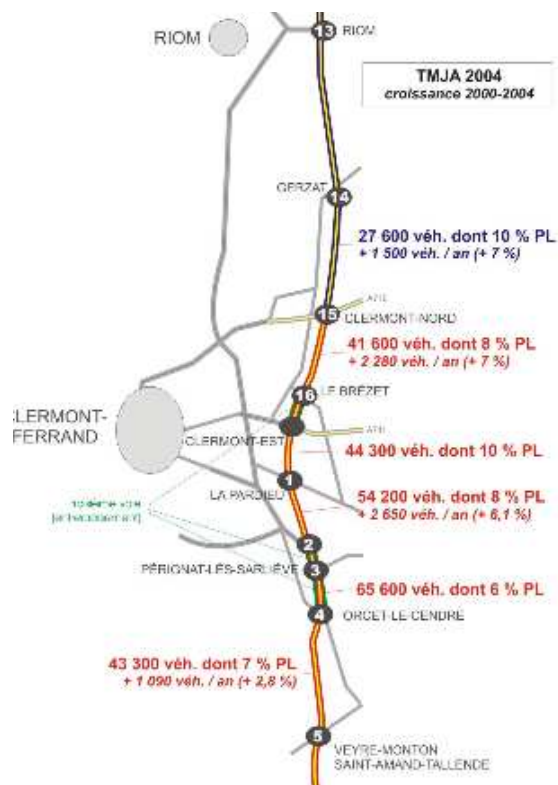 RIOM
13
RIOM
TMJA 2004
croissance 2000-2004
GERZAT
14
27 600 véh. dont 10 % PL
+ 1 500 véh. / an (+ 7 %)
15
CLERMONT-NORD
41 600 véh. dont 8 % PL
+ 2 280 véh. / an (+ 7 %)
16
LE BRÉZET
CLERMONT-
FERRAND
CLERMONT-EST
44 300 véh. dont 10 % PL
1
LA PARDIEU
54 200 véh. dont 8 % PL
+ 2 650 véh. / an (+ 6,1 %)
voie
2
3
PÉRIGNAT-LÈS-SARLIÈVE
65 600 véh. dont 6 % PL
4
ORCET-LE-CENDRE
43 300 véh. dont 7 % PL
+ 1 090 véh. / an (+ 2,8 %)
5
VEYRE-MONTON
SAINT-AMAND-TALLENDE